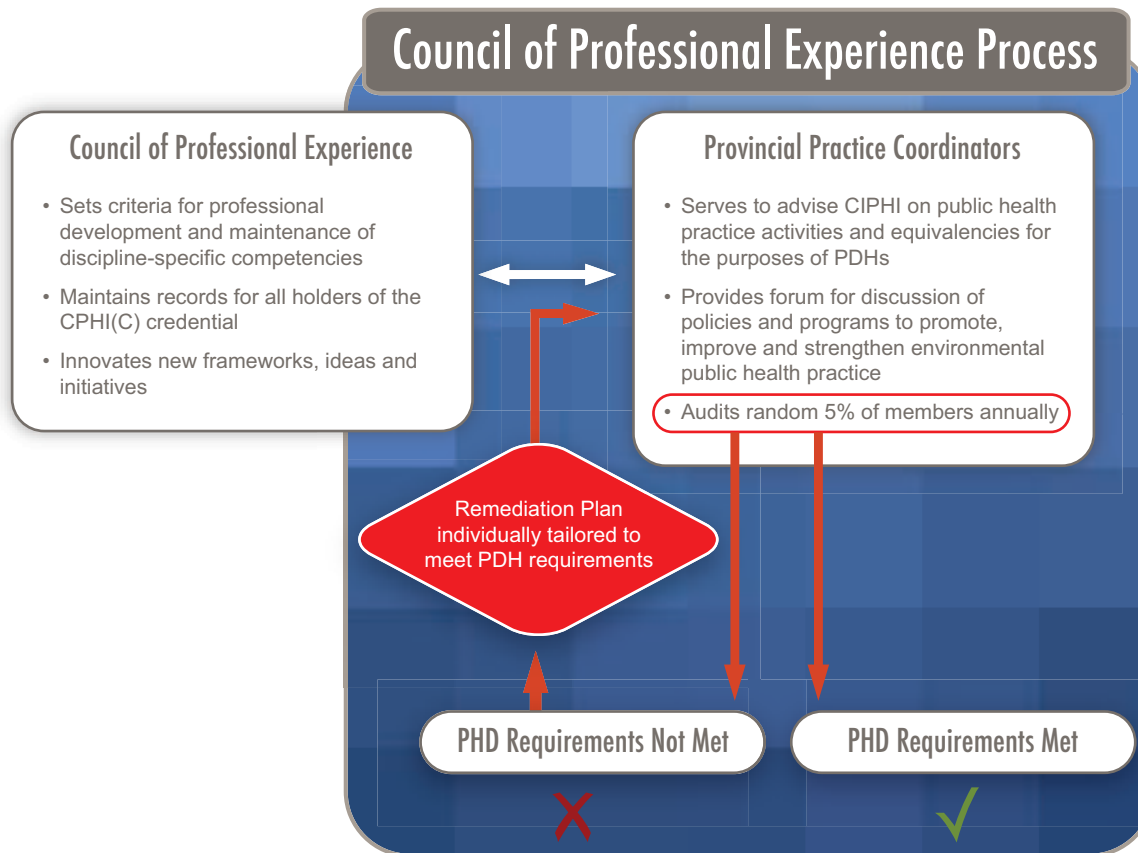 Council of Professional Experience Process
Council of Professional Experience
• Sets criteria for professional
development and maintenance of
discipline-specific competencies
• Maintains records for all holders of the
CPHI(C) credential
• Innovates new frameworks, ideas and
initiatives
Provincial Practice Coordinators
• Serves to advise CIPHI on public health
practice activities and equivalencies for
the purposes of PDHs
• Provides forum for discussion of
policies and programs to promote,
improve and strengthen environmental
public health practice
• Audits random 5% of members annually
Remediation Plan
individually tailored to
meet PDH requirements
PHD Requirements Not Met
PHD Requirements Met